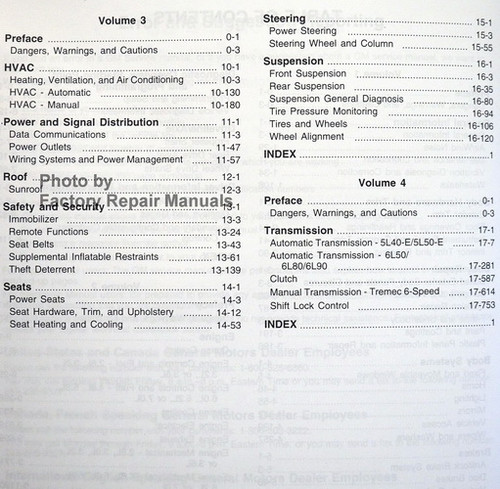 Volume 3
Preface 0-1
Dangers, Warnings, and Cautions 0-3
HVAC 10-1
Heating, Ventilation, and Air Conditioning 10-3
HVAC - Automatic 10-130
HVAC - Manual 10-180
Power and Signal Distribution 11-1
Data Communications 11-3
Power Outlets 11-47
Wiring Systems and Power Management 11-57
Roof 12-1
Sunroof 12-3
Safety and Security 13-1
Immobilizer 13-3
Remote Functions 13-24
Seat Belts 13-43
Supplemental Inflatable Restraints 13-61
Theft Deterrent 13-139
Seats 14-1
Power Seats 14-3
Seat Hardware, Trim, and Upholstery 14-12
Seat Heating and Cooling 14-53
Steering 15-1
Power Steering 15-3
Steering Wheel and Column 15-55
Suspension 16-1
Front Suspension 16-3
Rear Suspension 16-35
Suspension General Diagnosis 16-80
Tire Pressure Monitoring 16-94
Tires and Wheels 16-106
Wheel Alignment 16-120
INDEX 1
Volume 4
Preface 0-1
Dangers, Warnings, and Cautions 0-3
Transmission 17-1
Automatic Transmission - 5L40-E/5L50-E 17-7
Automatic Transmission - 6L50/
6L80/6L90 17-281
Clutch 17-587
Manual Transmission - Tremec 6-Speed 17-614
Shift Lock Control 17-753
INDEX 1
Photo by
Factory Repair Manuals